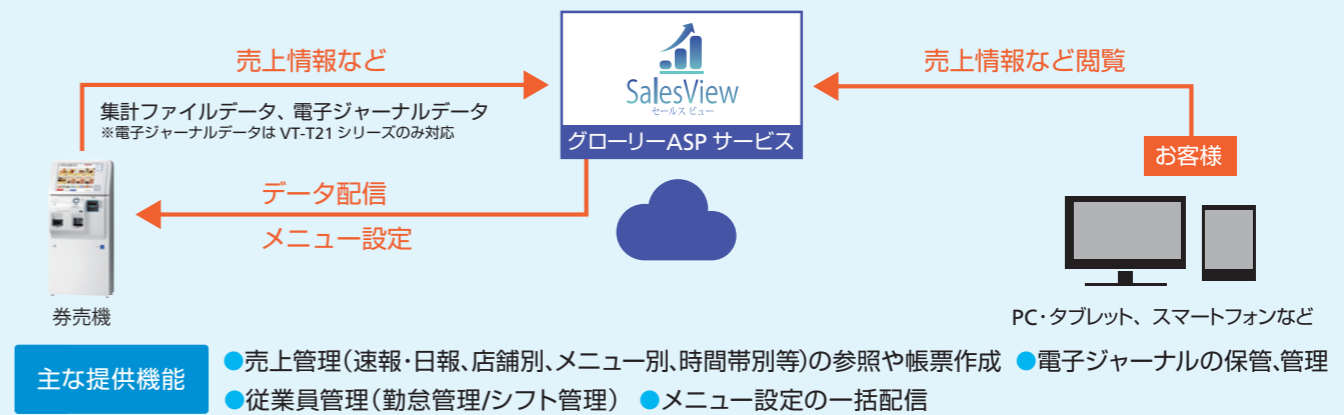 売上情報など
集計ファイルデータ、電子ジャーナルデータ
※電子ジャーナルデータは VT-T21 シリーズのみ対応
SalesView
セールス ビュー
グローリーASP サービス
売上情報など閲覧
お客様
データ配信
メニュー設定
券売機
PC・タブレット、スマートフォンなど
主な提供機能
●売上管理(速報・日報、店舗別、メニュー別、時間帯別等)の参照や帳票作成 ●電子ジャーナルの保管、管理
●従業員管理(勤怠管理/シフト管理) ●メニュー設定の一括配信